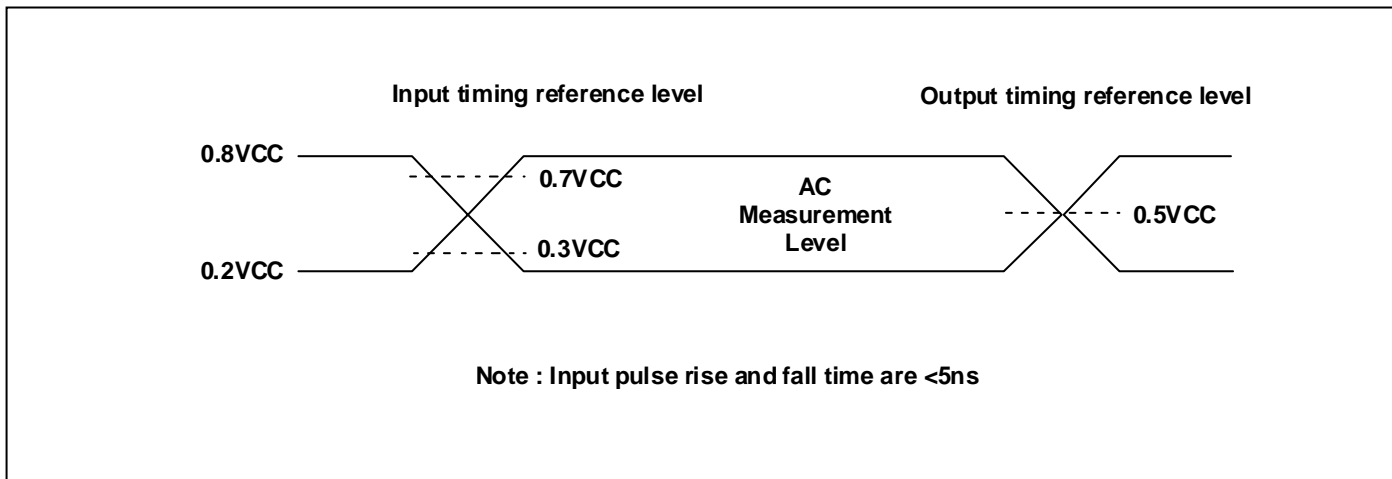 Input timing reference level
Output timing reference level
0.8VCC
0.7VCC
AC
Measurement
Level
0.5VCC
0.3VCC
0.2VCC
Note : Input pulse rise and fall time are <5ns